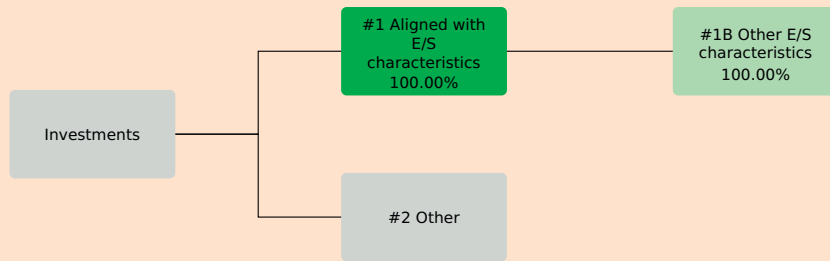 #1 Aligned with
E/S
characteristics
100.00%
#1B Other E/S
characteristics
100.00%
Investments
#2 Other